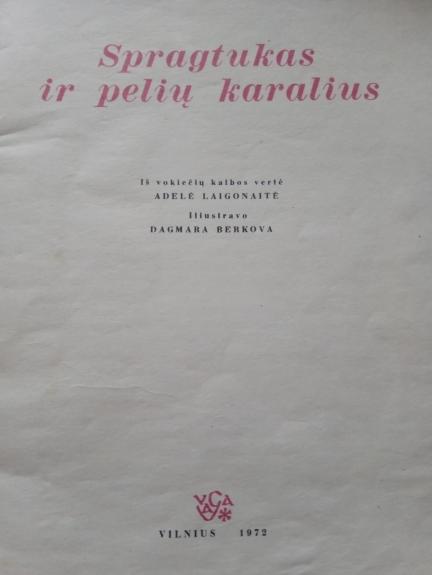 Spragtukas
ir pelių karalius
Iš vokiečių kalbos vertė
ADELĖ LAIGONAITĖ
Iliustravo
DAGMARA BERKOVA
VAGA
VILNIUS 1972